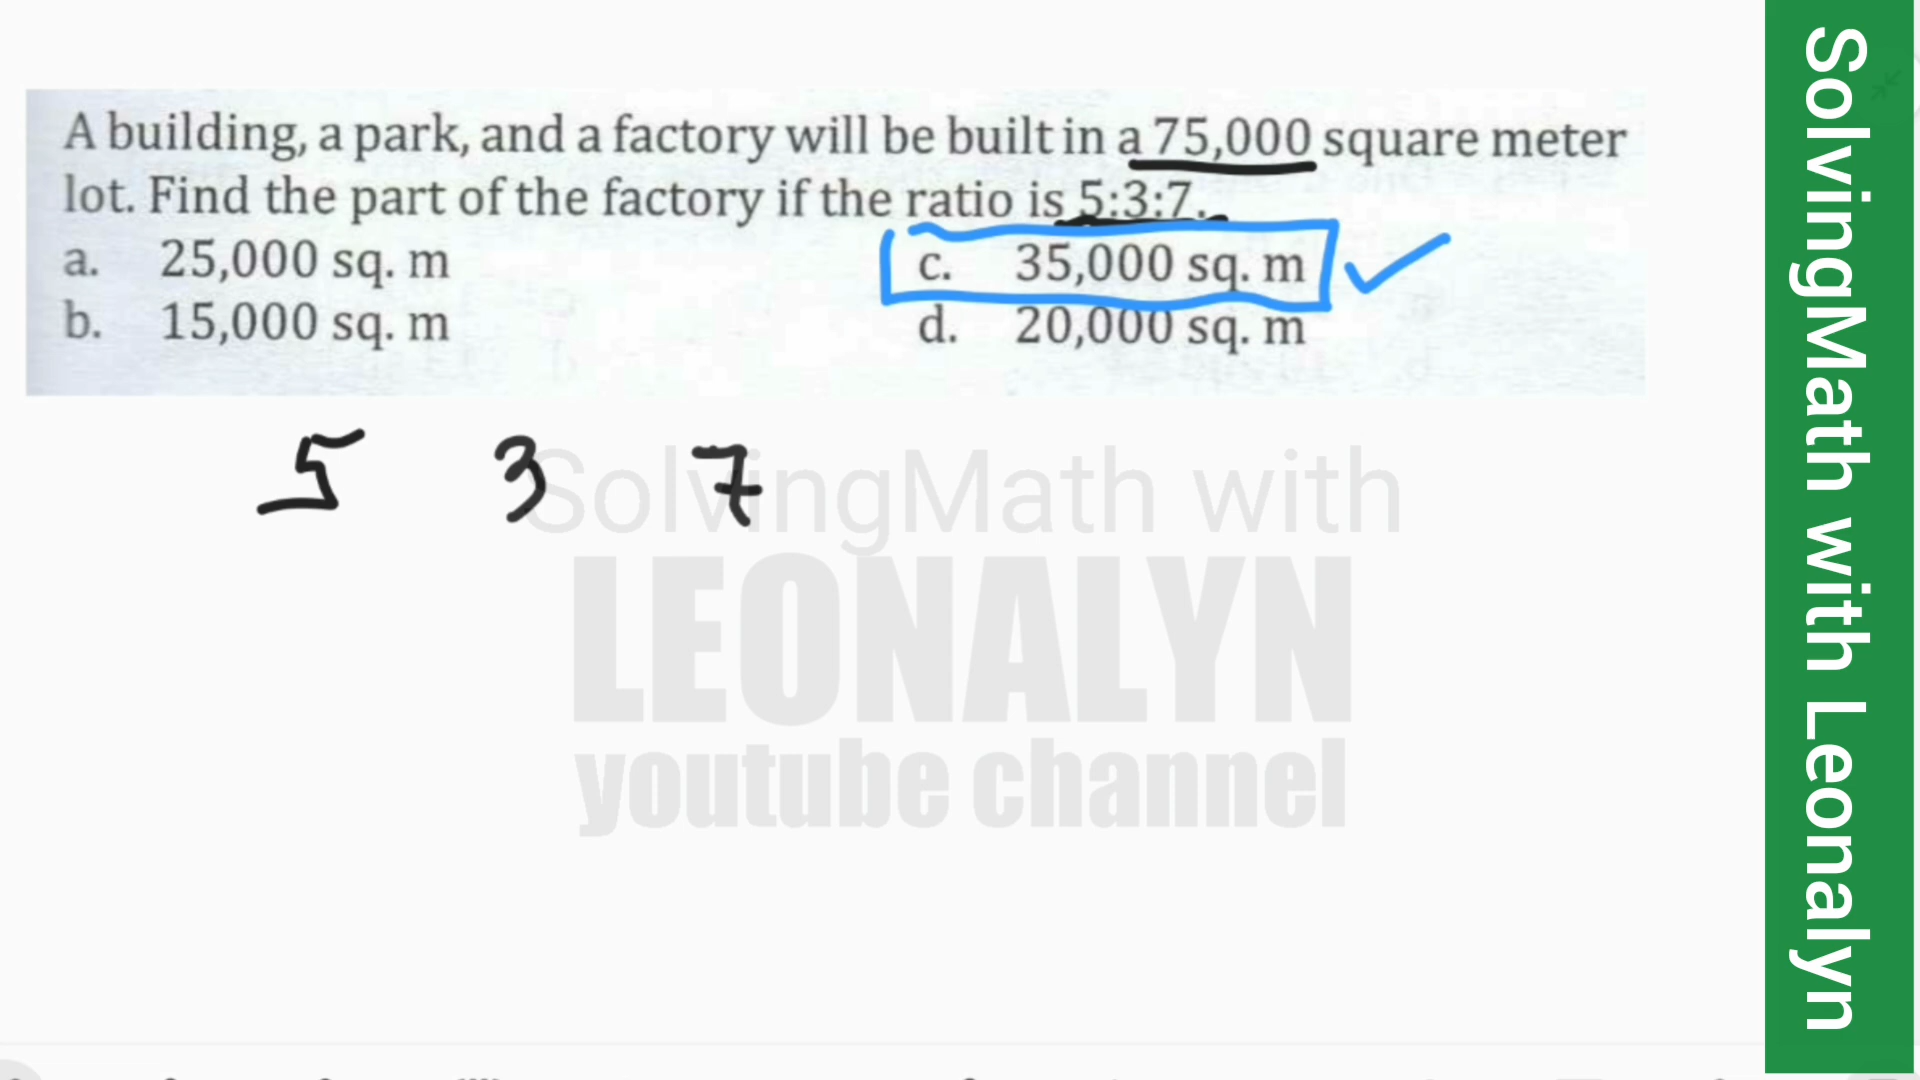 A building, a park, and a factory will be built in a 75,000 square meter
lot. Find the part of the factory if the ratio is 5:3:7.
a. 25,000 sq. m
b. 15,000 sq. m
c. 35,000 sq. m
d. 20,000 sq. m
5 3 7
SolvingMath with
LEONALYN
youtube channel
SolvingMath with Leonalyn